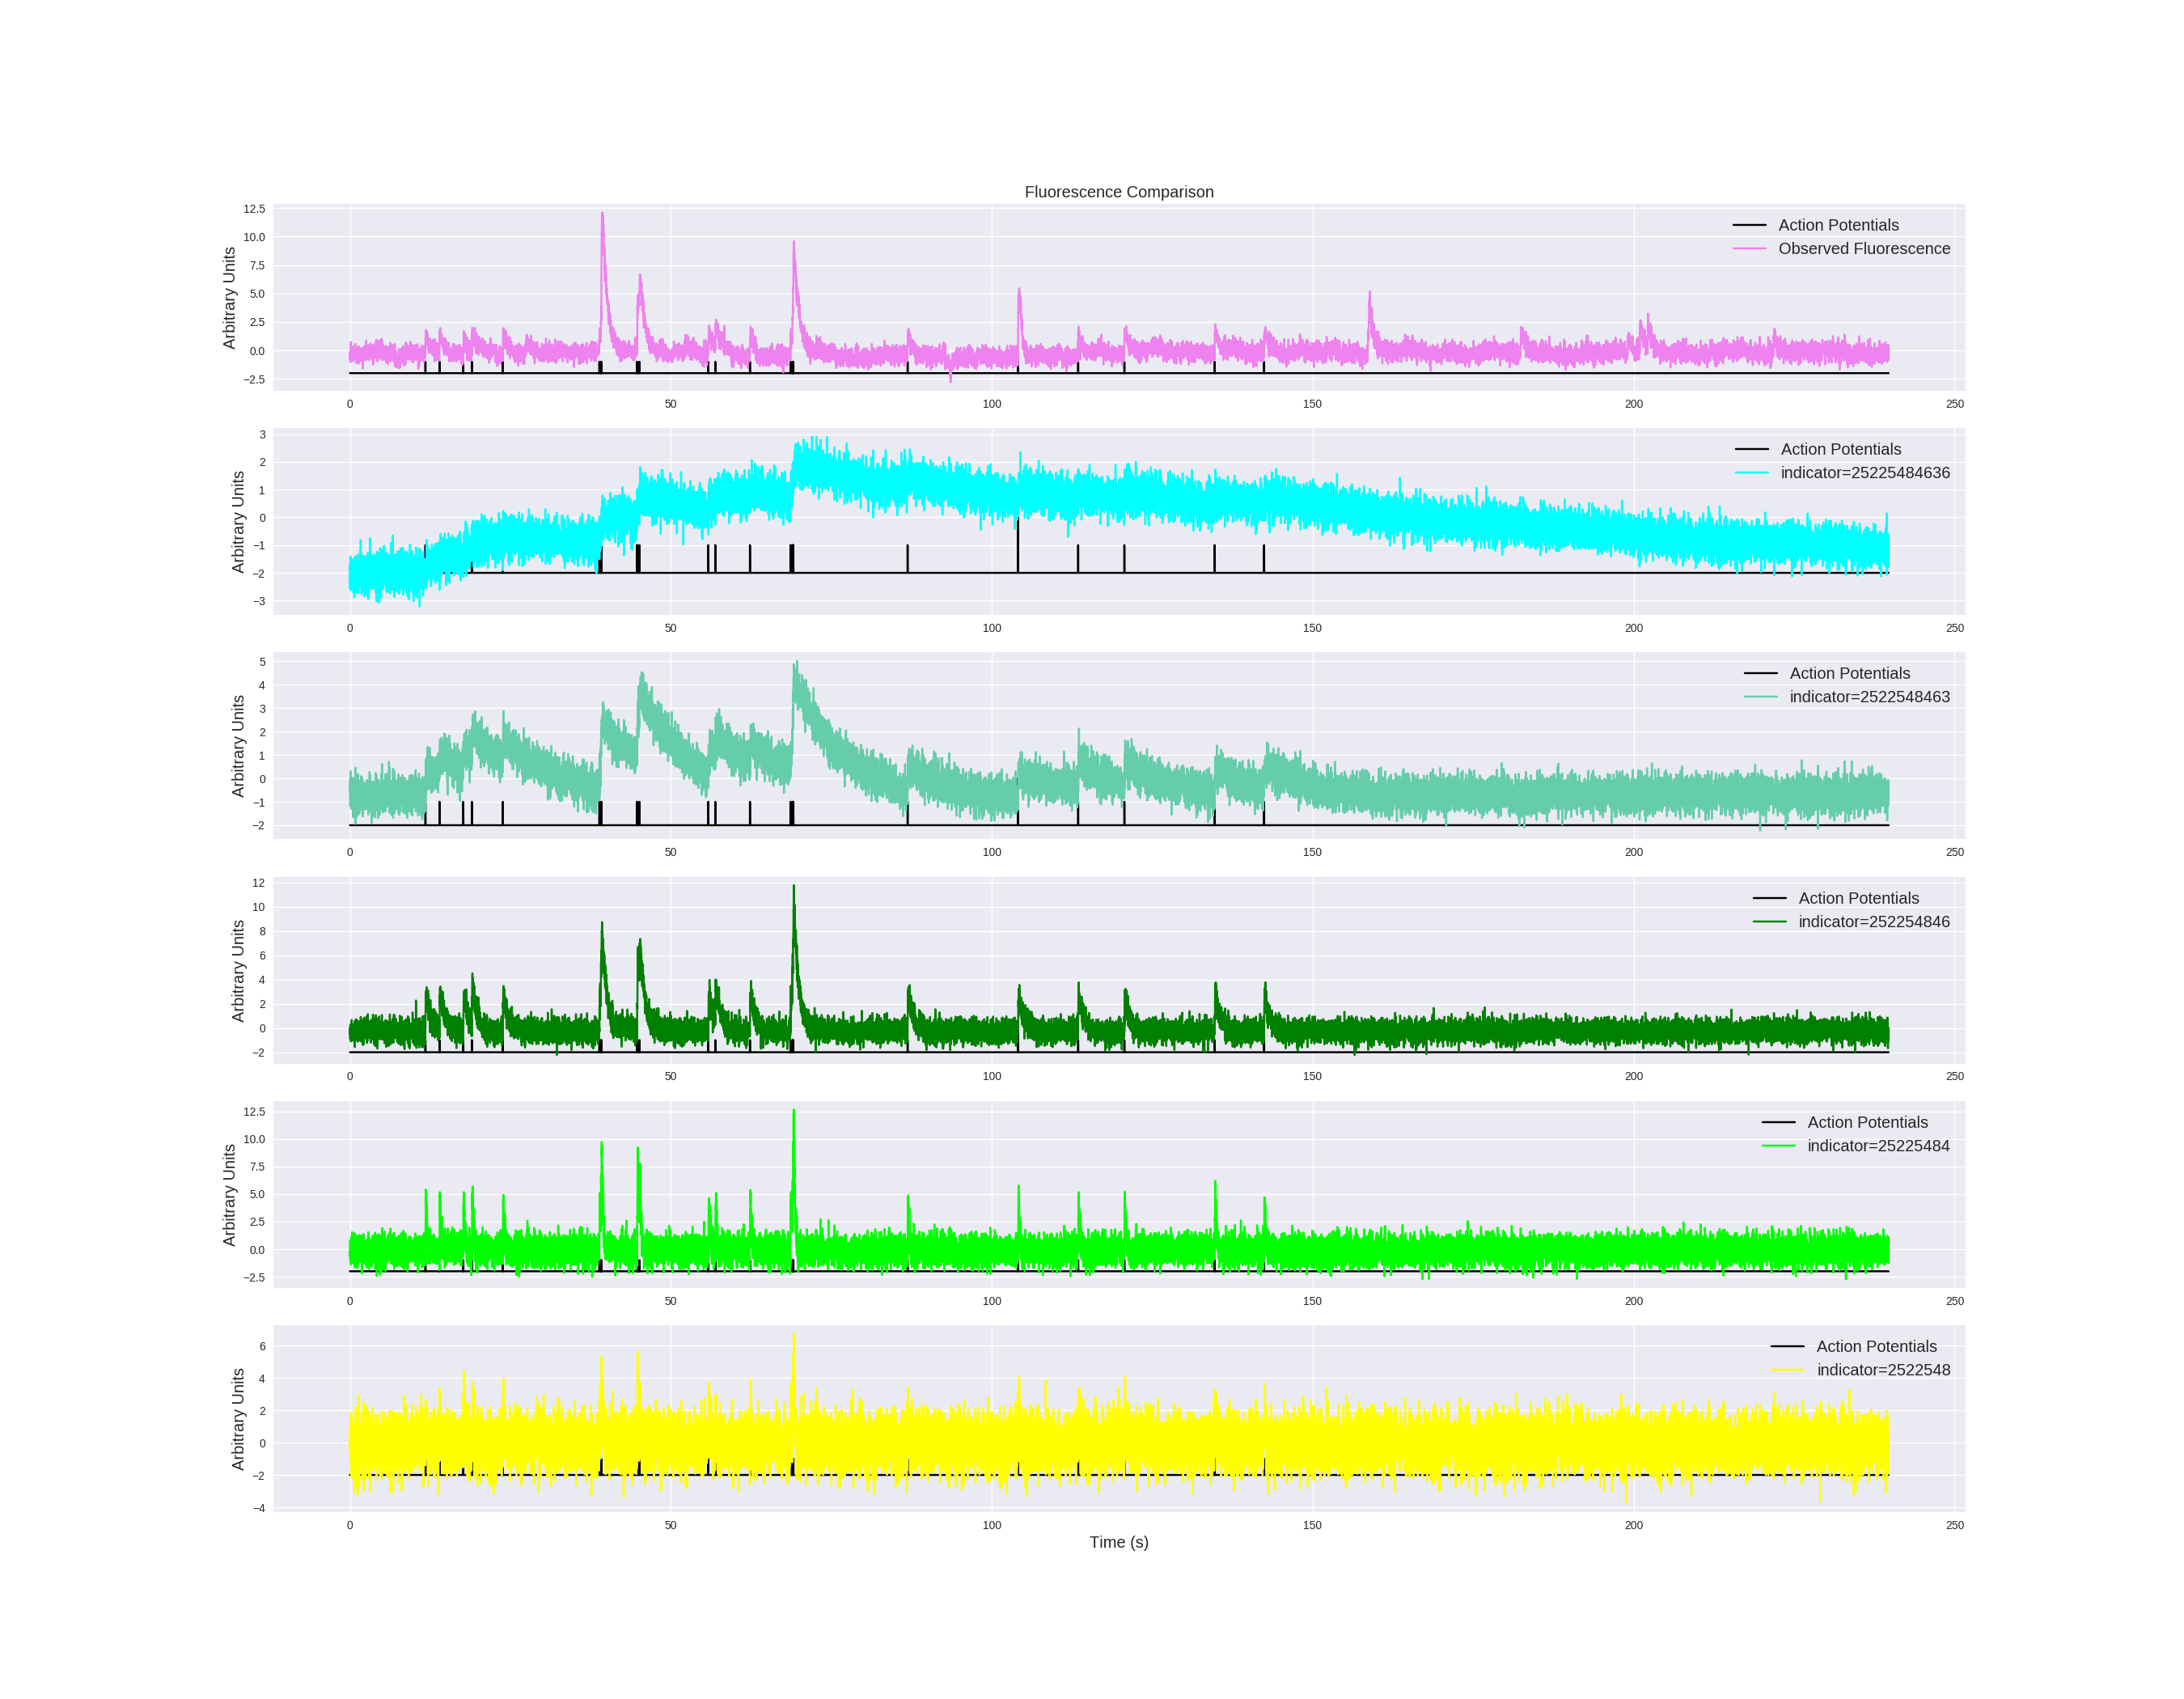 Fluorescence Comparison
Arbitrary Units
12.5
10.0
7.5
5.0
2.5
0.0
−2.5
Action Potentials
Observed Fluorescence
0 50 100 150 200 250
Arbitrary Units
3
2
1
0
−1
−2
−3
Action Potentials
indicator=25225484636
0 50 100 150 200 250
Arbitrary Units
5
4
3
2
1
0
−1
−2
Action Potentials
indicator=2522548463
0 50 100 150 200 250
Arbitrary Units
12
10
8
6
4
2
0
−2
Action Potentials
indicator=252254846
0 50 100 150 200 250
Arbitrary Units
12.5
10.0
7.5
5.0
2.5
0.0
−2.5
Action Potentials
indicator=25225484
0 50 100 150 200 250
Arbitrary Units
6
4
2
0
−2
−4
Action Potentials
indicator=2522548
0 50 100 150 200 250
Time (s)